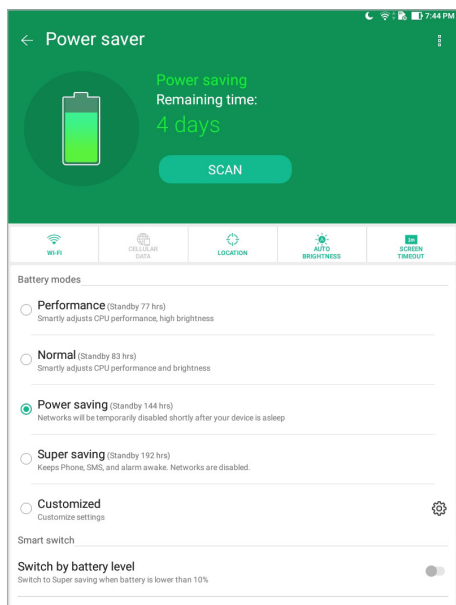 7:44 PM
Power saver
Power saving
Remaining time:
4 days
SCAN
WI-FI
CELLULAR
DATA
LOCATION
A
AUTO
BRIGHTNESS
1m
SCREEN
TIMEOUT
Battery modes
Performance (Standby 77 hrs)
Smartly adjusts CPU performance, high brightness
Normal (Standby 83 hrs)
Smartly adjusts CPU performance and brightness
Power saving (Standby 144 hrs)
Networks will be temporarily disabled shortly after your device is asleep
Super saving (Standby 192 hrs)
Keeps Phone, SMS, and alarm awake. Networks are disabled.
Customized
Customize settings
Smart switch
Switch by battery level
Switch to Super saving when battery is lower than 10%